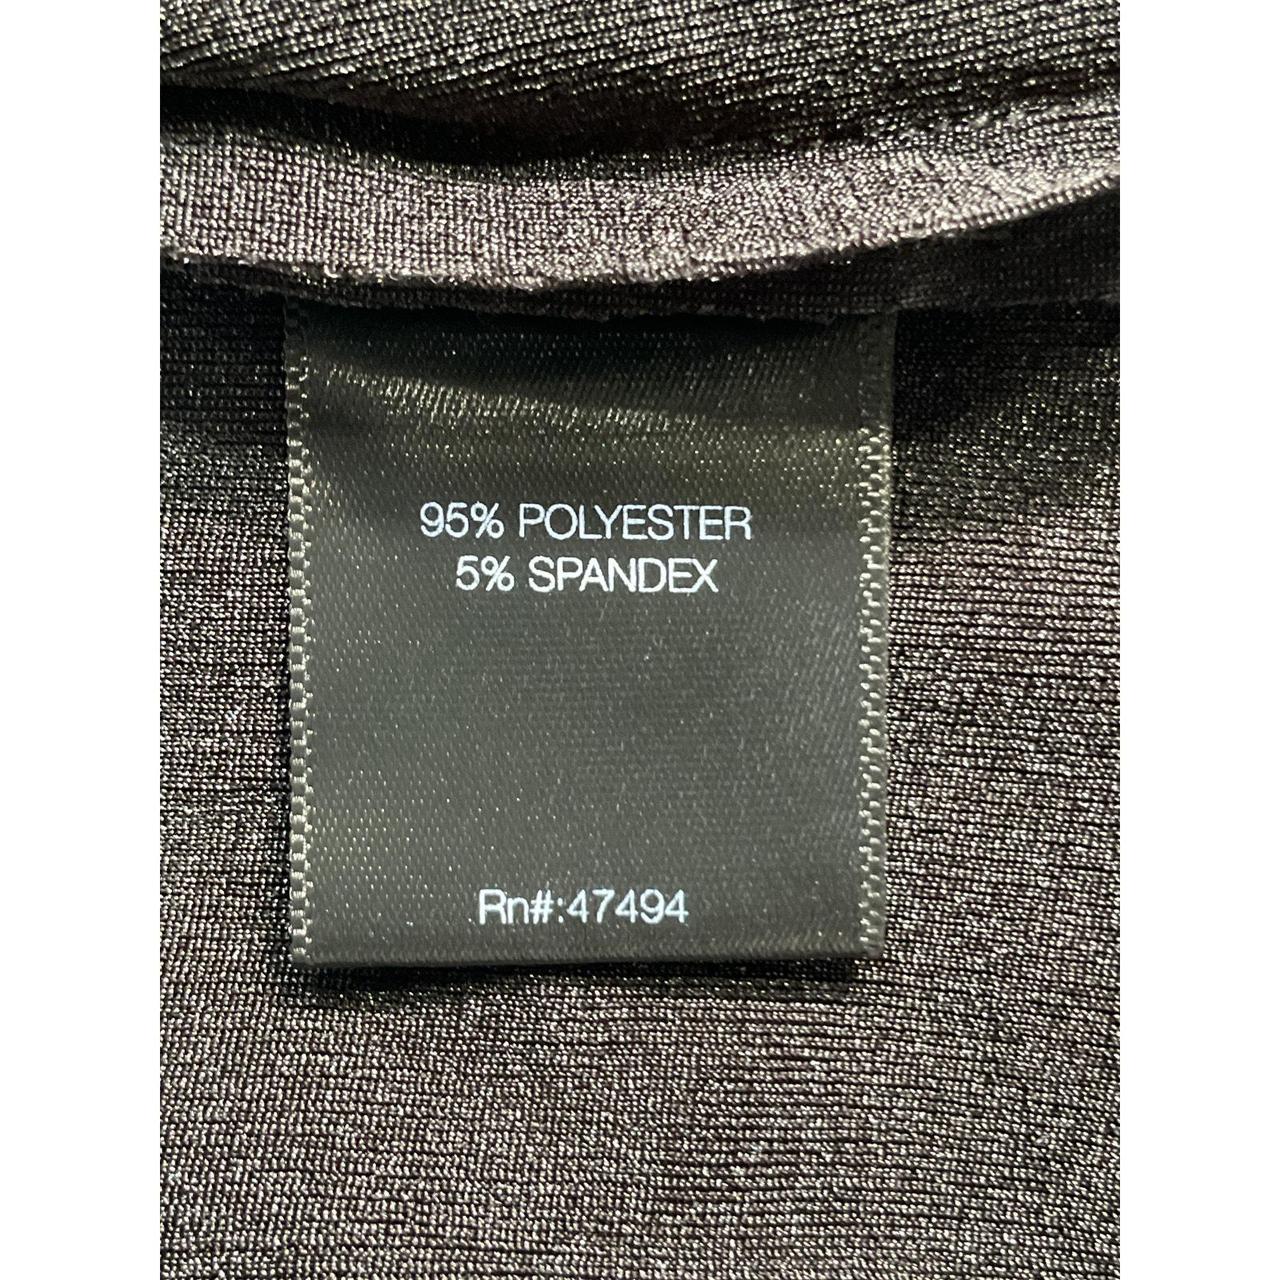 95% POLYESTER
5% SPANDEX
Rn#:47494